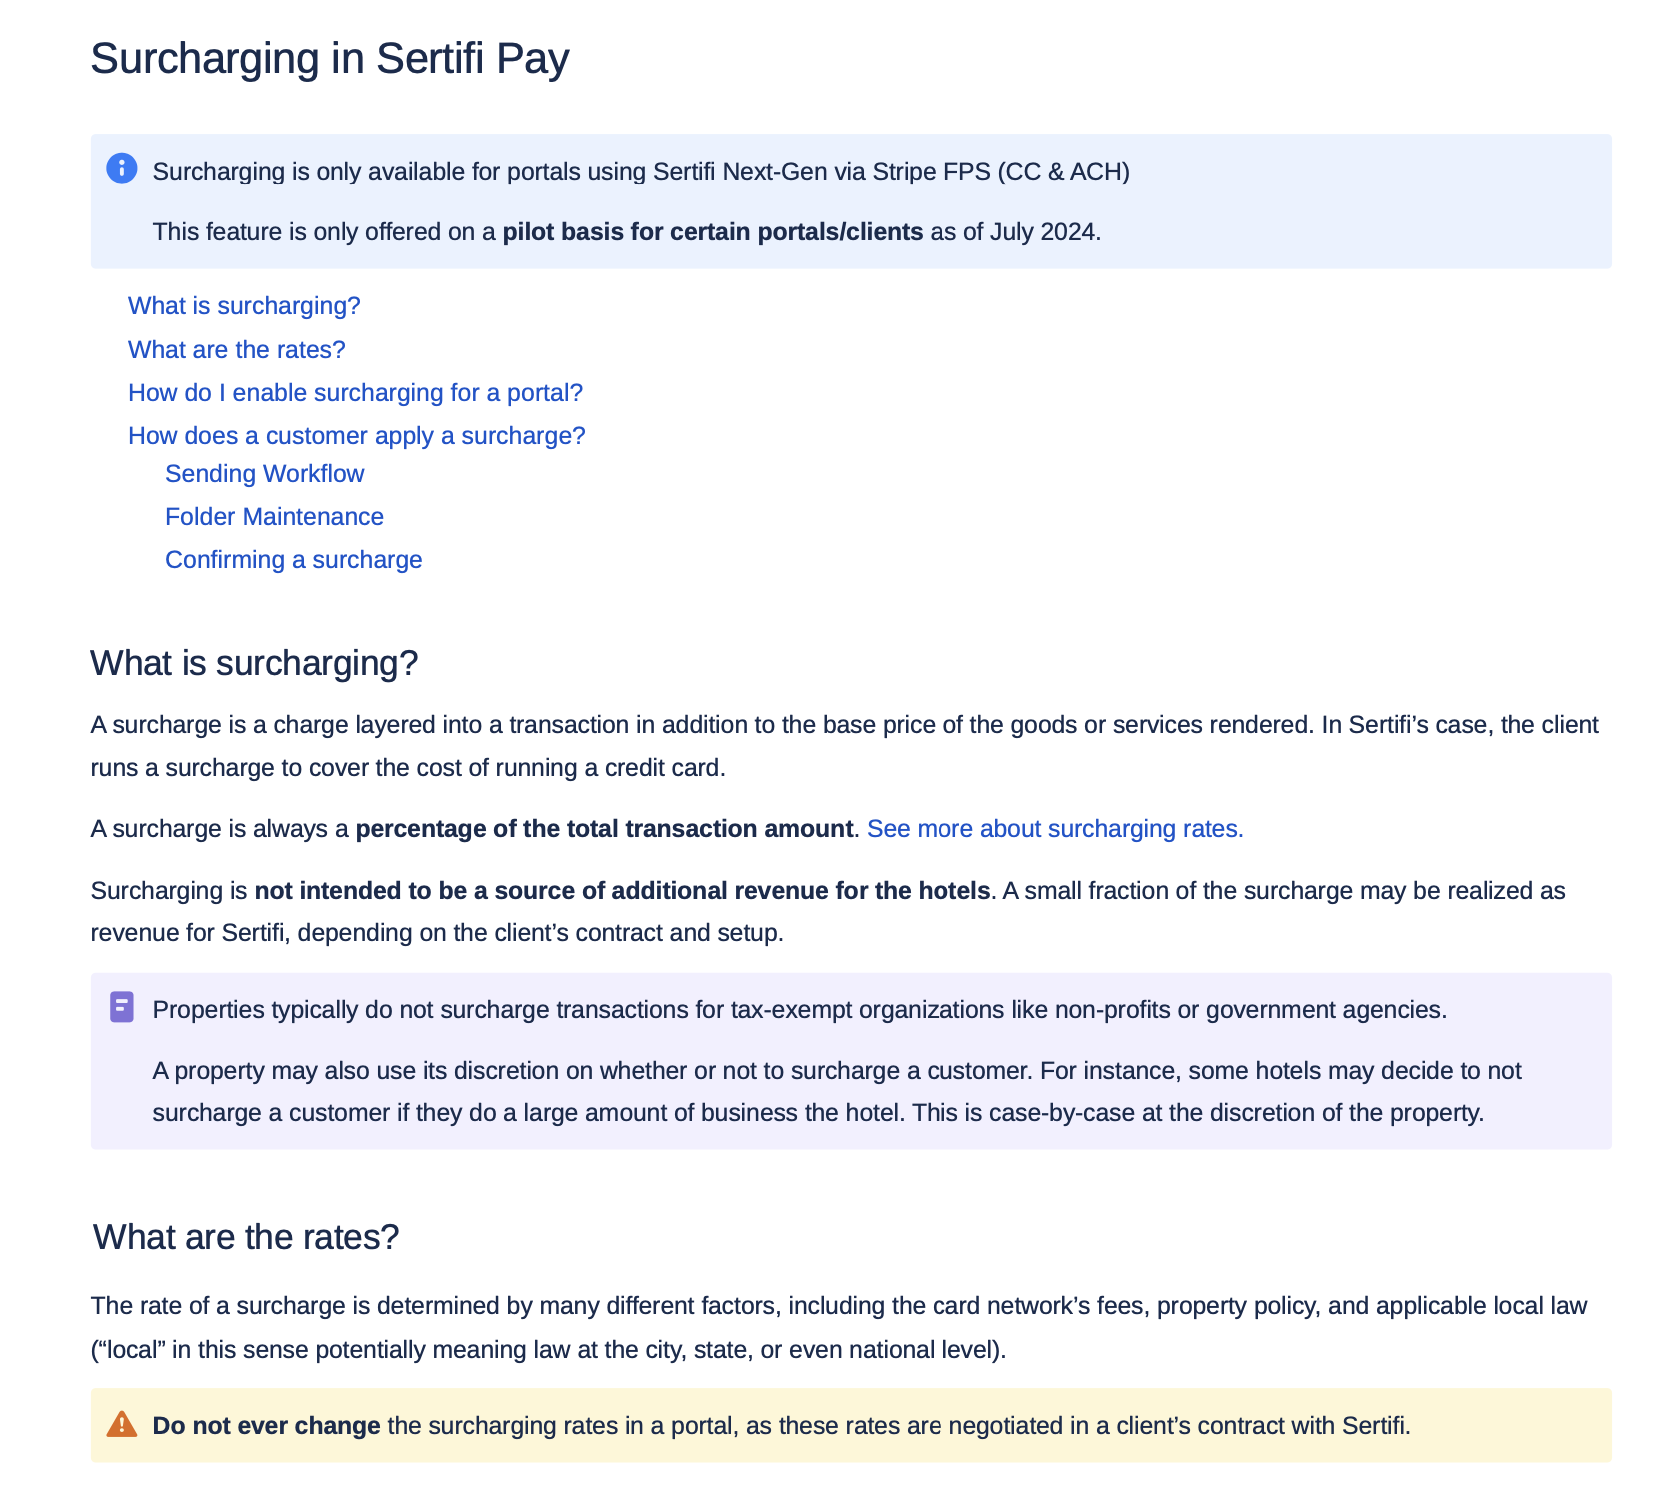 Surcharging in Sertifi Pay
Surcharging is only available for portals using Sertifi Next-Gen via Stripe FPS (CC & ACH)
This feature is only offered on a pilot basis for certain portals/clients as of July 2024.
What is surcharging?
What are the rates?
How do I enable surcharging for a portal?
How does a customer apply a surcharge?
Sending Workflow
Folder Maintenance
Confirming a surcharge
What is surcharging?
A surcharge is a charge layered into a transaction in addition to the base price of the goods or services rendered. In Sertifi’s case, the client
runs a surcharge to cover the cost of running a credit card.
A surcharge is always a percentage of the total transaction amount. See more about surcharging rates.
Surcharging is not intended to be a source of additional revenue for the hotels. A small fraction of the surcharge may be realized as
revenue for Sertifi, depending on the client’s contract and setup.
Properties typically do not surcharge transactions for tax-exempt organizations like non-profits or government agencies.
A property may also use its discretion on whether or not to surcharge a customer. For instance, some hotels may decide to not
surcharge a customer if they do a large amount of business the hotel. This is case-by-case at the discretion of the property.
What are the rates?
The rate of a surcharge is determined by many different factors, including the card network’s fees, property policy, and applicable local law
(“local” in this sense potentially meaning law at the city, state, or even national level).
Do not ever change the surcharging rates in a portal, as these rates are negotiated in a client’s contract with Sertifi.